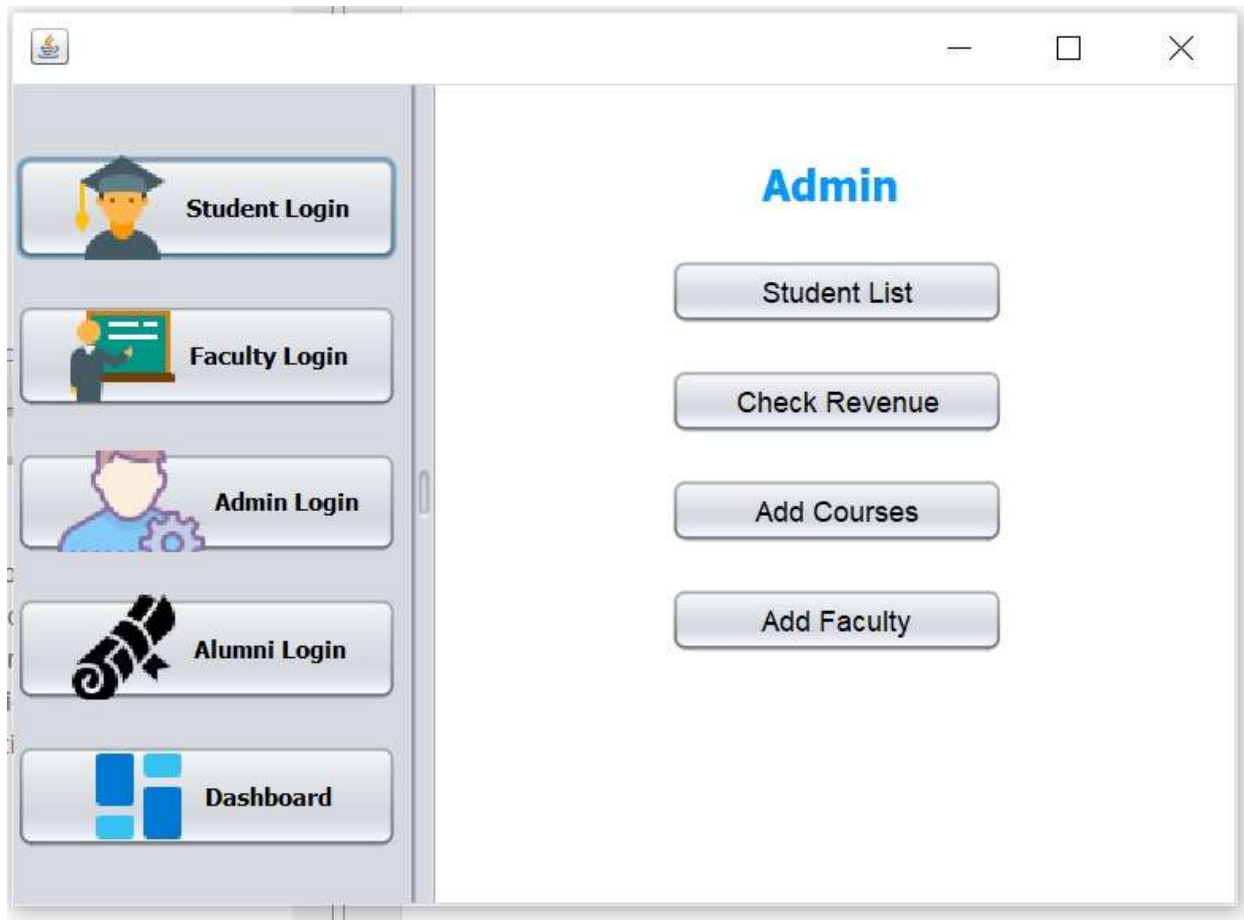 Student Login
Faculty Login
Admin Login
Alumni Login
Dashboard
Admin
Student List
Check Revenue
Add Courses
Add Faculty